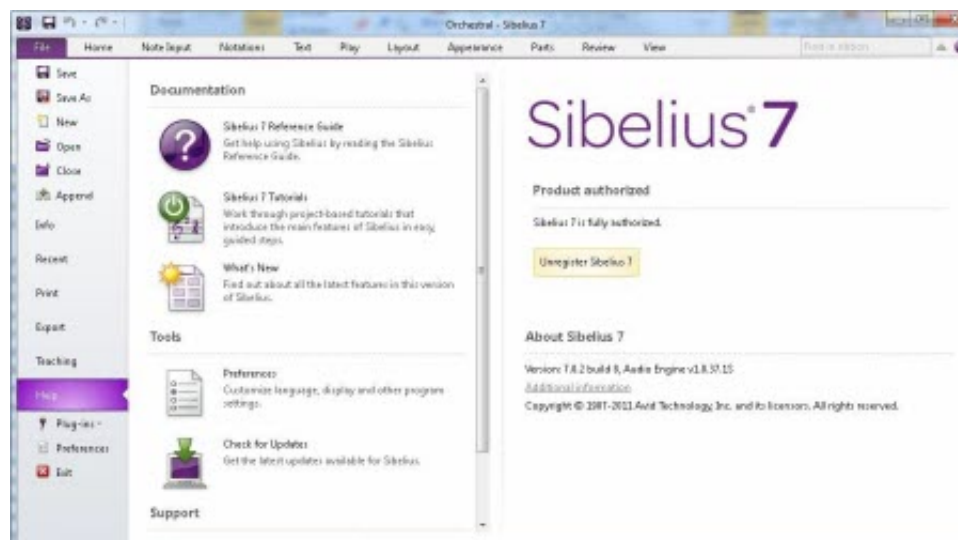 Orchestral - Sibelius 7
File Home Note Input Notations Text Play Layout Appearance Parts Review View
Find in ribbon
Save
Save As
New
Open
Close
Append
Info
Recent
Print
Export
Teaching
Help
Plug-ins
Preferences
Exit
Documentation
Sibelius 7 Reference Guide
Get help using Sibelius by reading the Sibelius
Reference Guide.
Sibelius 7 Tutorials
Work through project-based tutorials that
introduce the main features of Sibelius in easy,
guided steps.
What's New
Find out about all the latest features in this version
of Sibelius.
Tools
Preferences
Customize language, display and other program
settings.
Check for Updates
Get the latest updates available for Sibelius.
Support
Sibelius® 7
Product authorized
Sibelius 7 is fully authorized.
Unregister Sibelius 7
About Sibelius 7
Version: 7.0.2 build 8, Audio Engine v1.0.37.15
Additional information
Copyright © 1987-2011 Avid Technology, Inc. and its licensors. All rights reserved.